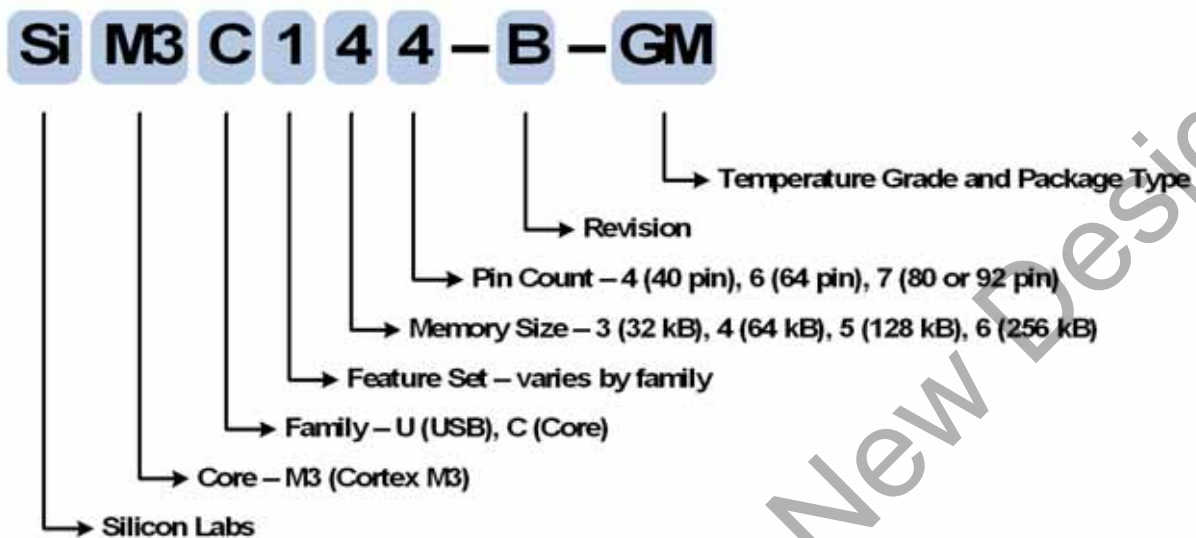 Si M3 C 1 4 4 – B – GM
Temperature Grade and Package Type
Revision
Pin Count – 4 (40 pin), 6 (64 pin), 7 (80 or 92 pin)
Memory Size – 3 (32 kB), 4 (64 kB), 5 (128 kB), 6 (256 kB)
Feature Set – varies by family
Family – U (USB), C (Core)
Core – M3 (Cortex M3)
Silicon Labs
New